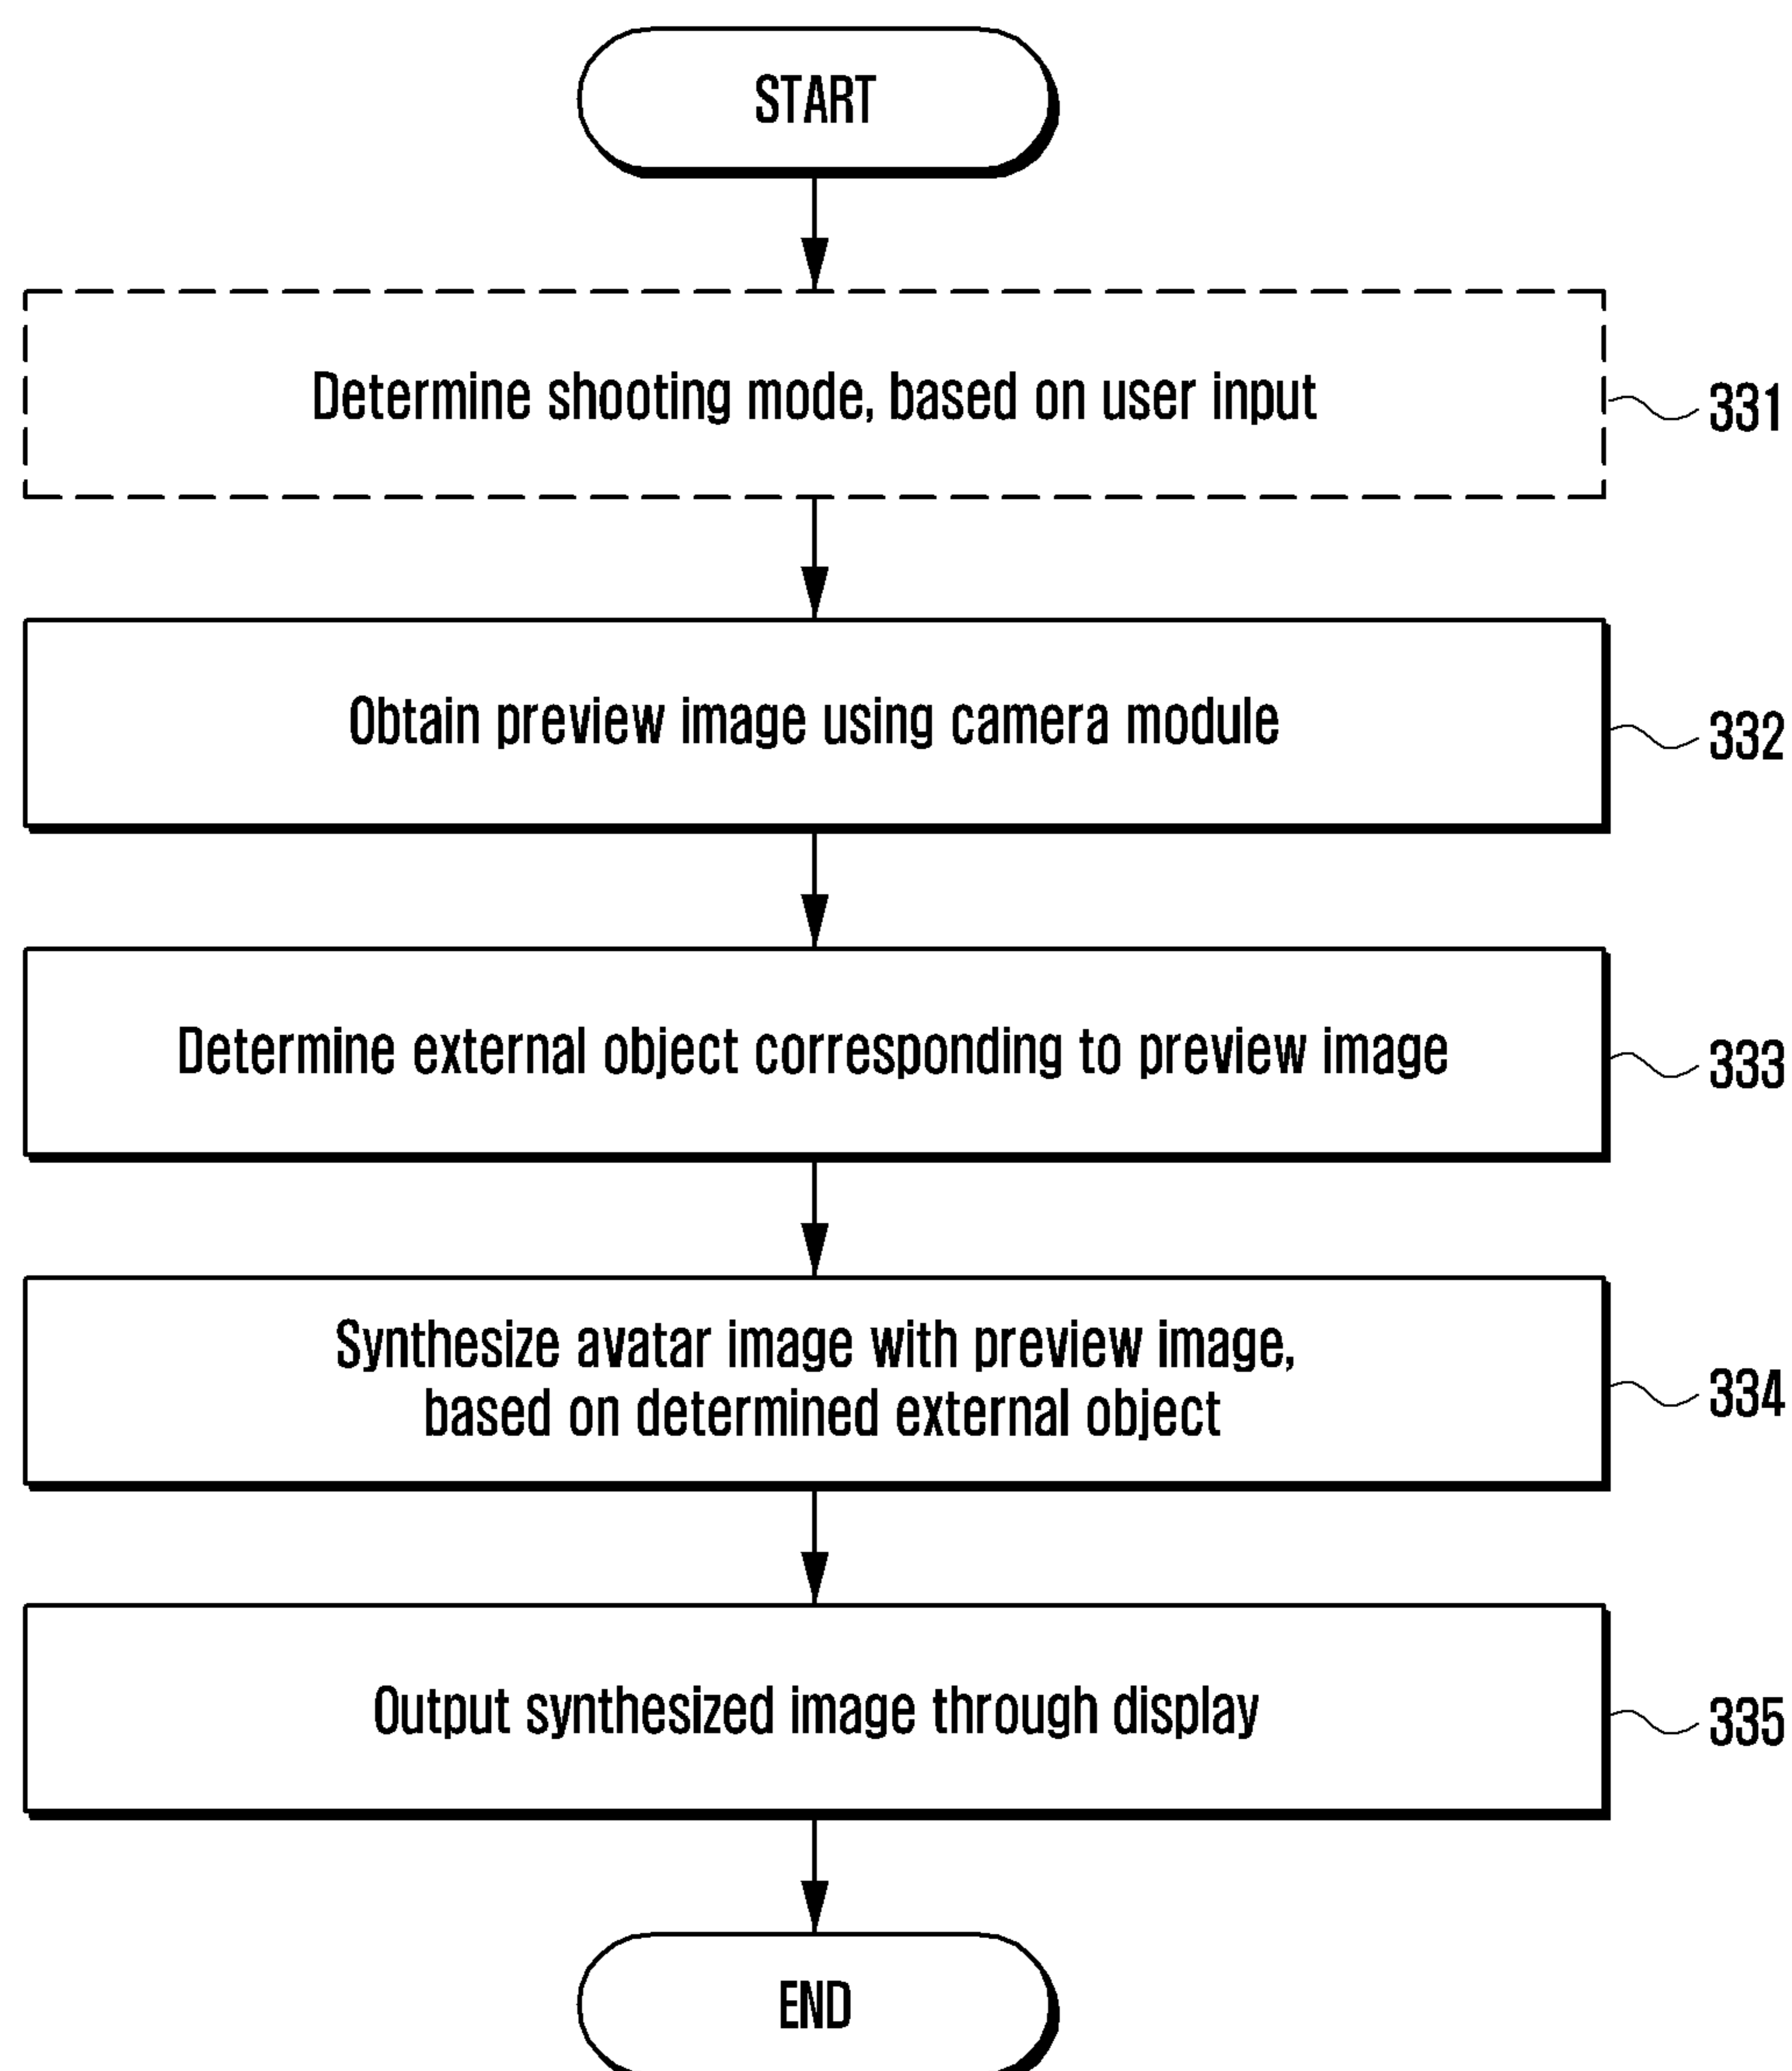 START
Determine shooting mode, based on user input
331
Obtain preview image using camera module
332
Determine external object corresponding to preview image
333
Synthesize avatar image with preview image,
based on determined external object
334
Output synthesized image through display
335
END